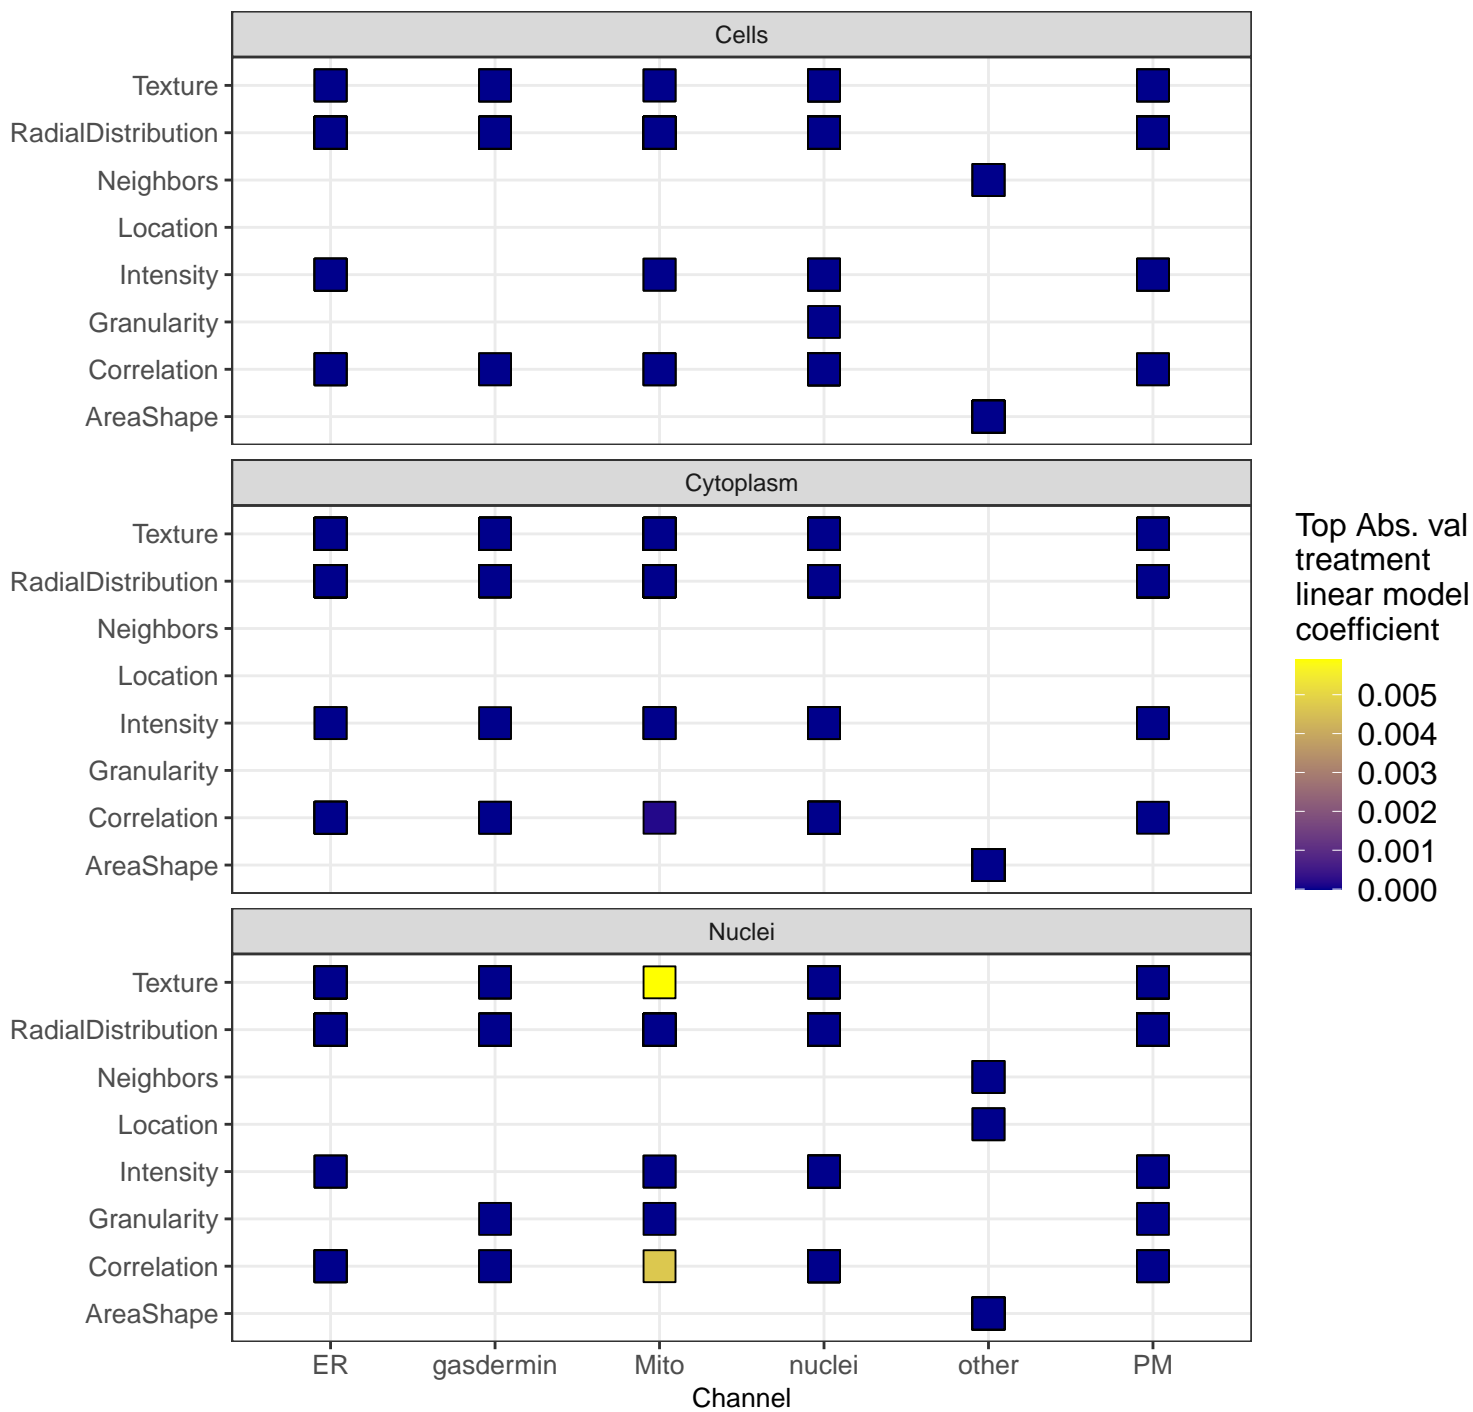 Cells
Texture
RadialDistribution
Neighbors
Location
Intensity
Granularity
Correlation
AreaShape
Cytoplasm
Texture
RadialDistribution
Neighbors
Location
Intensity
Granularity
Correlation
AreaShape
Nuclei
Texture
RadialDistribution
Neighbors
Location
Intensity
Granularity
Correlation
AreaShape
ER gasdermin Mito nuclei other PM
Channel
Top Abs. val
treatment
linear model
coefficient
0.005
0.004
0.003
0.002
0.001
0.000